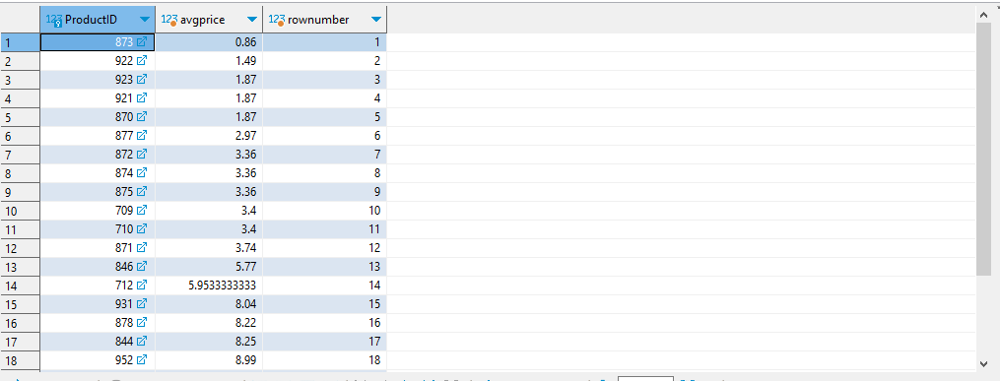 123 ProductID 123 avgprice 123 rownumber
1 873 0.86 1
2 922 1.49 2
3 923 1.87 3
4 921 1.87 4
5 870 1.87 5
6 877 2.97 6
7 872 3.36 7
8 874 3.36 8
9 875 3.36 9
10 709 3.4 10
11 710 3.4 11
12 871 3.74 12
13 846 5.77 13
14 712 5.9533333333 14
15 931 8.04 15
16 878 8.22 16
17 844 8.25 17
18 952 8.99 18